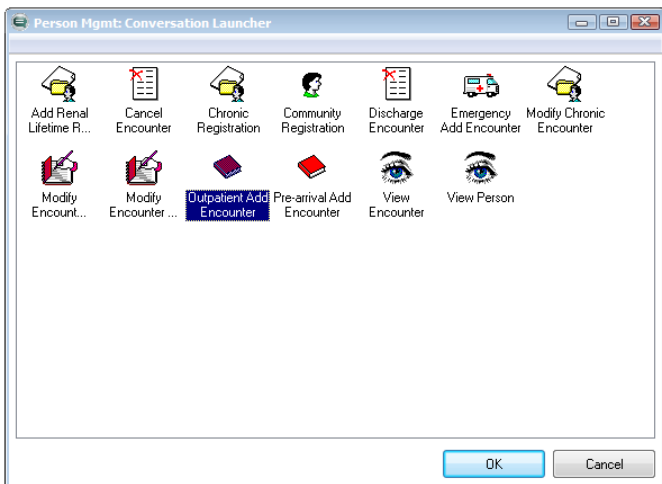 Person Mgmt: Conversation Launcher
Add Renal
Lifetime R...
Cancel
Encounter
Chronic
Registration
Community
Registration
Discharge
Encounter
Emergency
Add Encounter
Modify Chronic
Encounter
Modify
Encount...
Modify
Encounter ...
Outpatient Add
Encounter
Pre-arrival Add
Encounter
View
Encounter
View Person
OK
Cancel